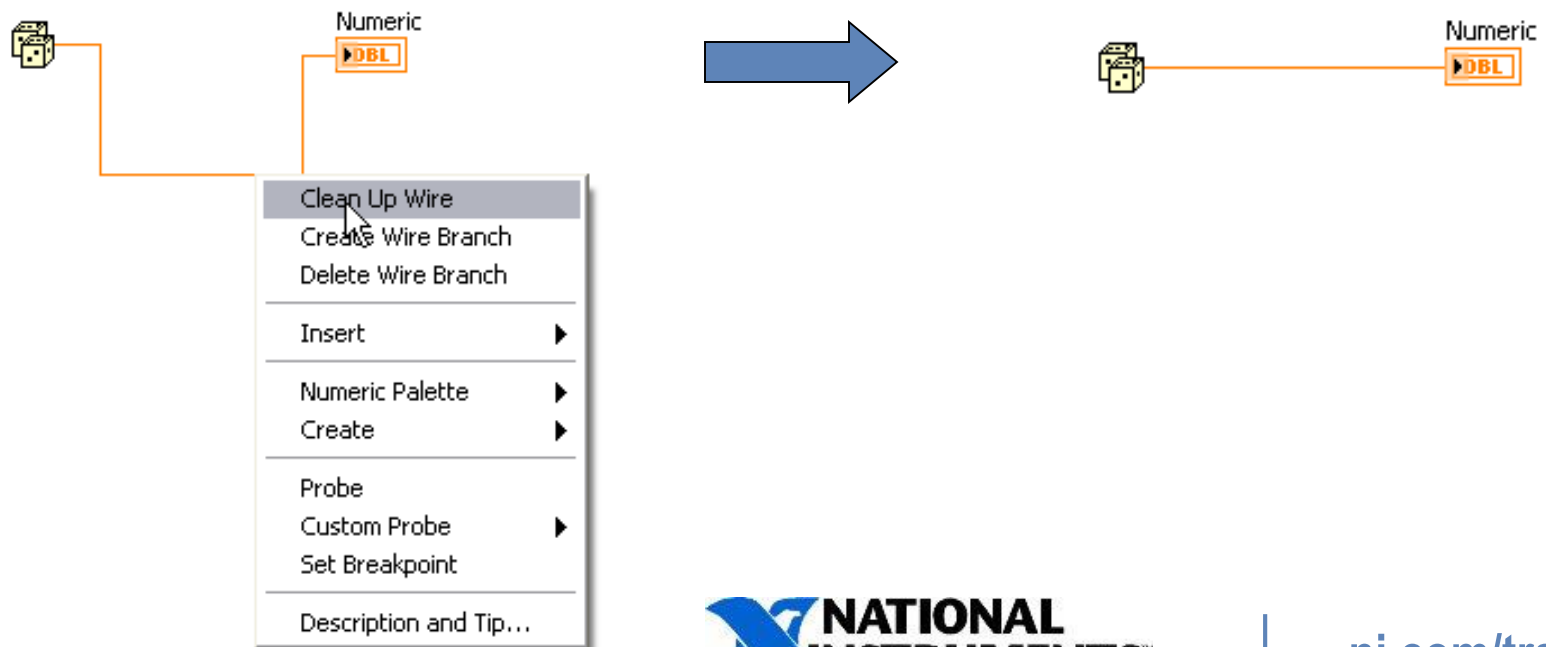 Numeric
DBL
Clean Up Wire
Create Wire Branch
Delete Wire Branch
Insert
Numeric Palette
Create
Probe
Custom Probe
Set Breakpoint
Description and Tip...
Numeric
DBL
NATIONAL
INSTRUMENTS